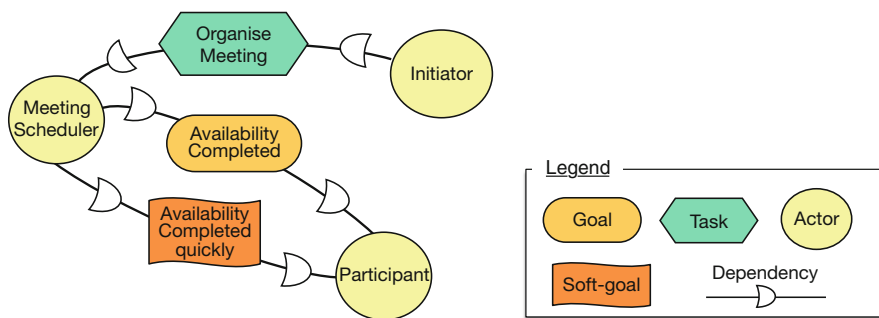 Organise
Meeting
Initiator
Meeting
Scheduler
Availability
Completed
Availability
Completed
quickly
Participant
Legend
Goal
Task
Actor
Soft-goal
Dependency